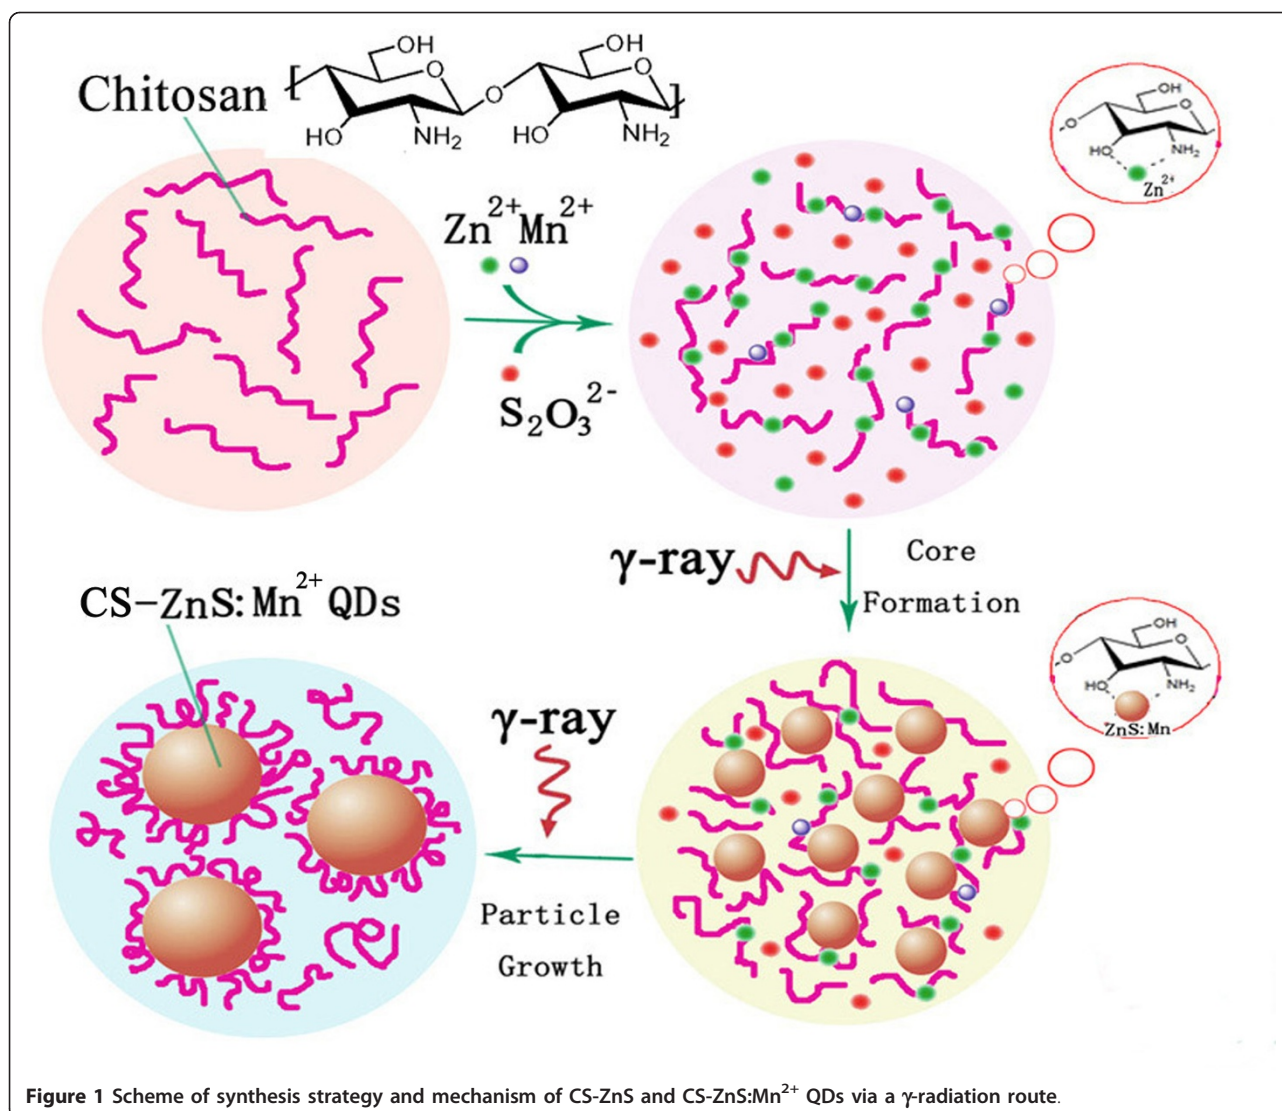 Chitosan
[
OH
O
HO
NH₂
O
OH
O
HO
NH₂
]
OH
O
O
HO
NH₂
Zn²⁺
Zn²⁺Mn²⁺
S₂O₃²⁻
γ-ray
Core
Formation
CS–ZnS:Mn²⁺QDs
OH
O
O
HO
NH₂
ZnS:Mn
γ-ray
Particle
Growth
Figure 1 Scheme of synthesis strategy and mechanism of CS-ZnS and CS-ZnS:Mn²⁺ QDs via a γ-radiation route.